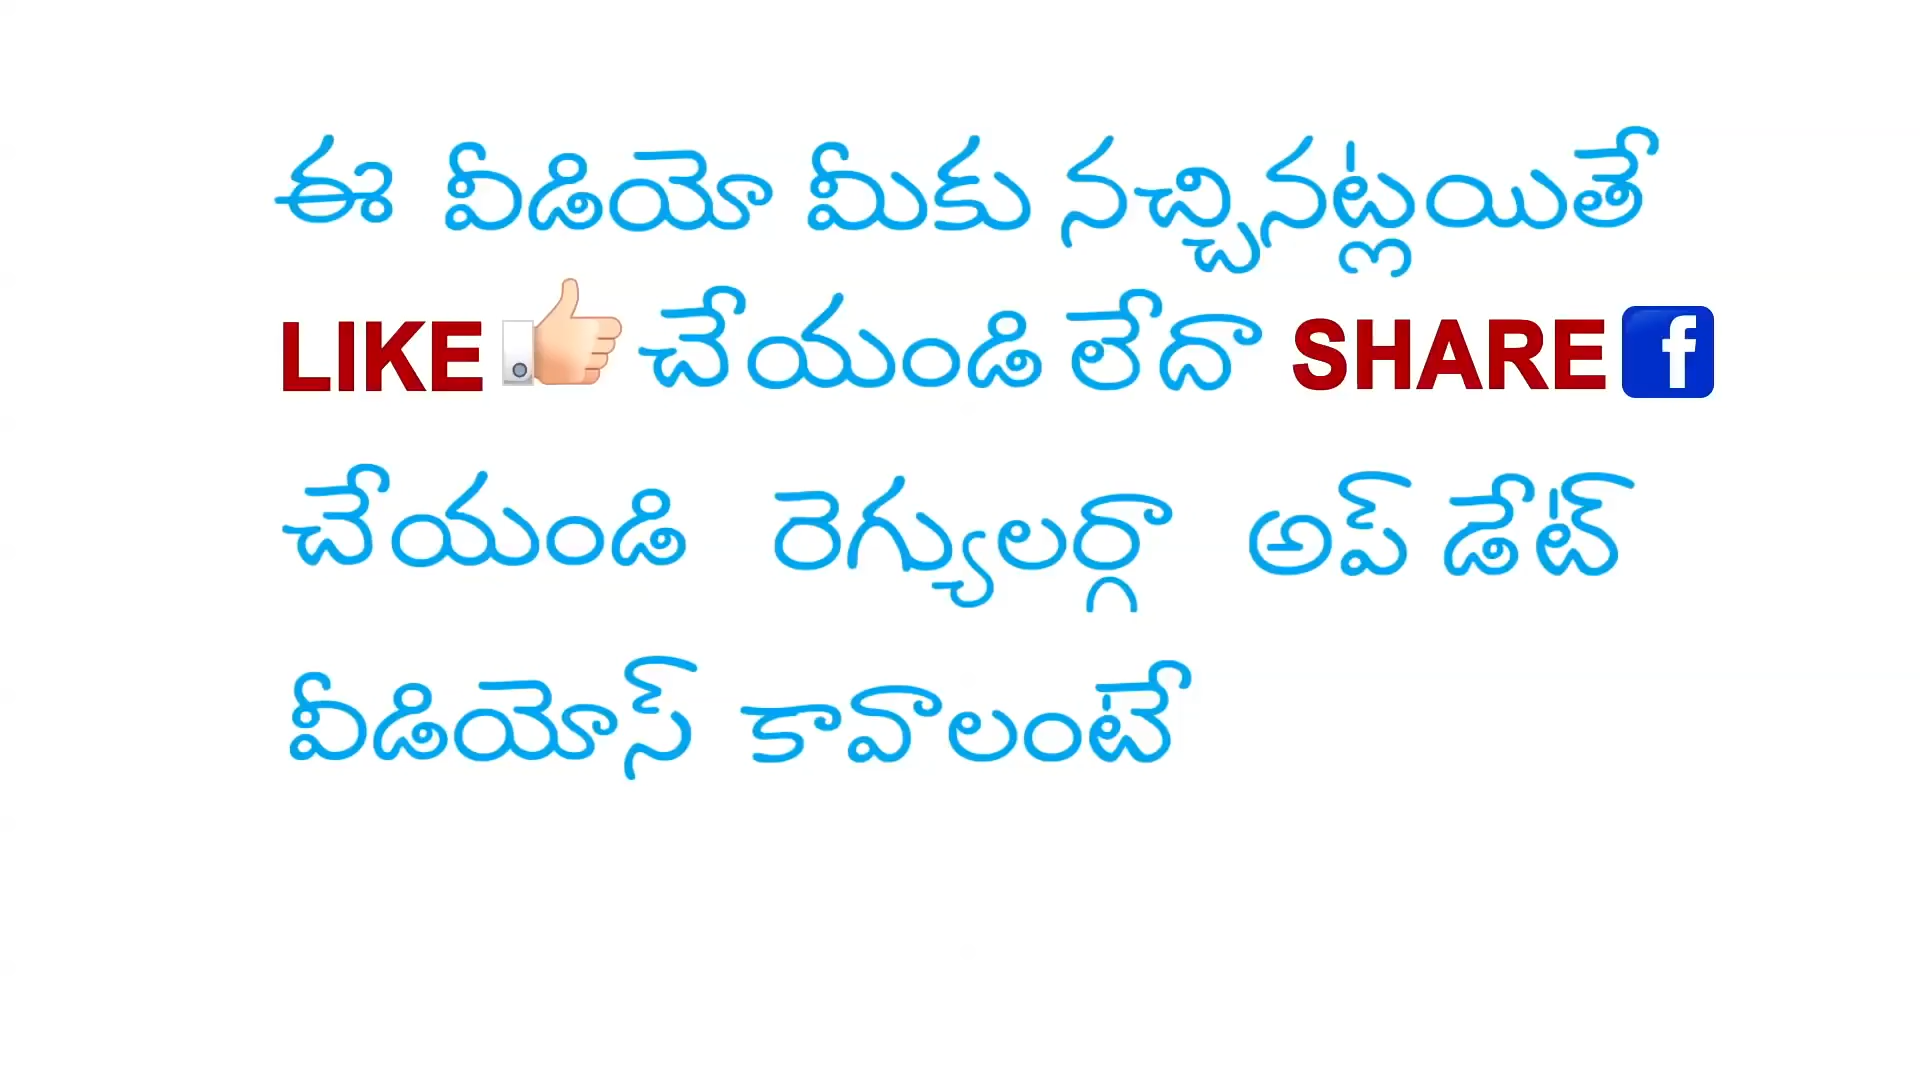 ఈ వీడియో మీకు నచ్చినట్లయితే
LIKE చేయండి లేదా SHARE f
చేయండి రెగ్యులర్గా అప్ డేట్
వీడియోస్ కావాలంటే